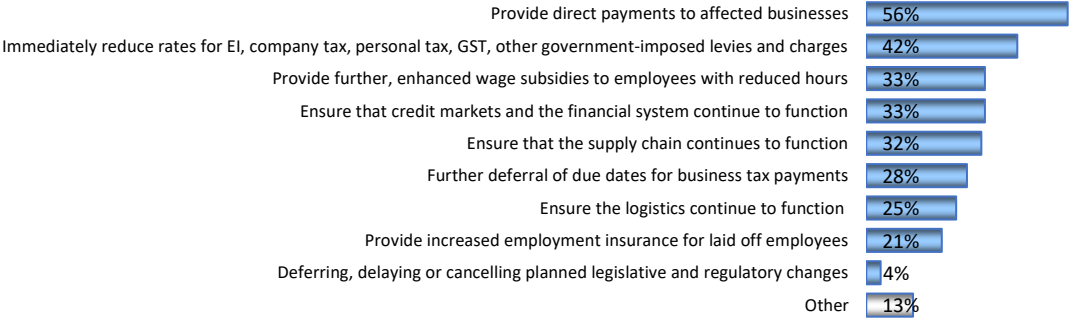 Provide direct payments to affected businesses 56%
Immediately reduce rates for EI, company tax, personal tax, GST, other government-imposed levies and charges 42%
Provide further, enhanced wage subsidies to employees with reduced hours 33%
Ensure that credit markets and the financial system continue to function 33%
Ensure that the supply chain continues to function 32%
Further deferral of due dates for business tax payments 28%
Ensure the logistics continue to function 25%
Provide increased employment insurance for laid off employees 21%
Deferring, delaying or cancelling planned legislative and regulatory changes 4%
Other 13%